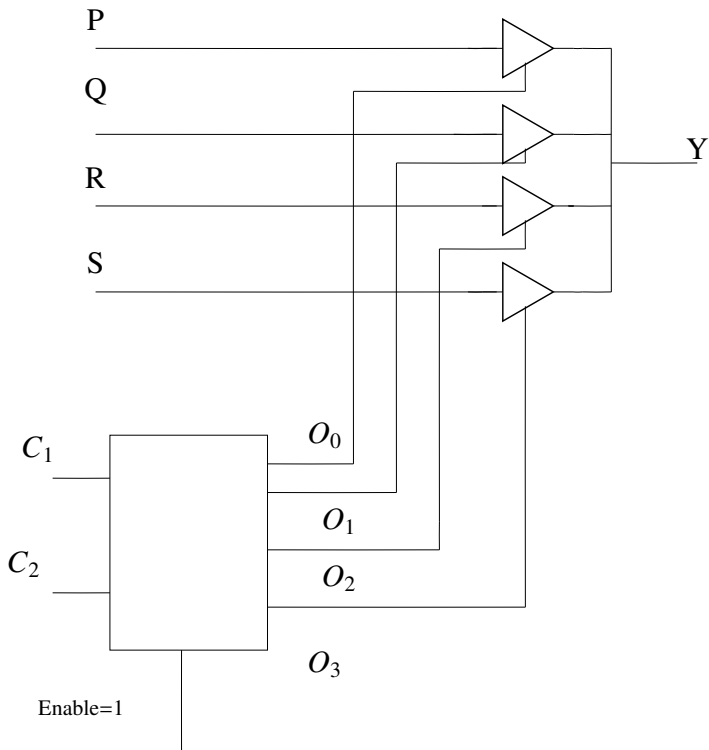 P
Q
R
S
Y
C₁
C₂
O₀
O₁
O₂
O₃
Enable=1